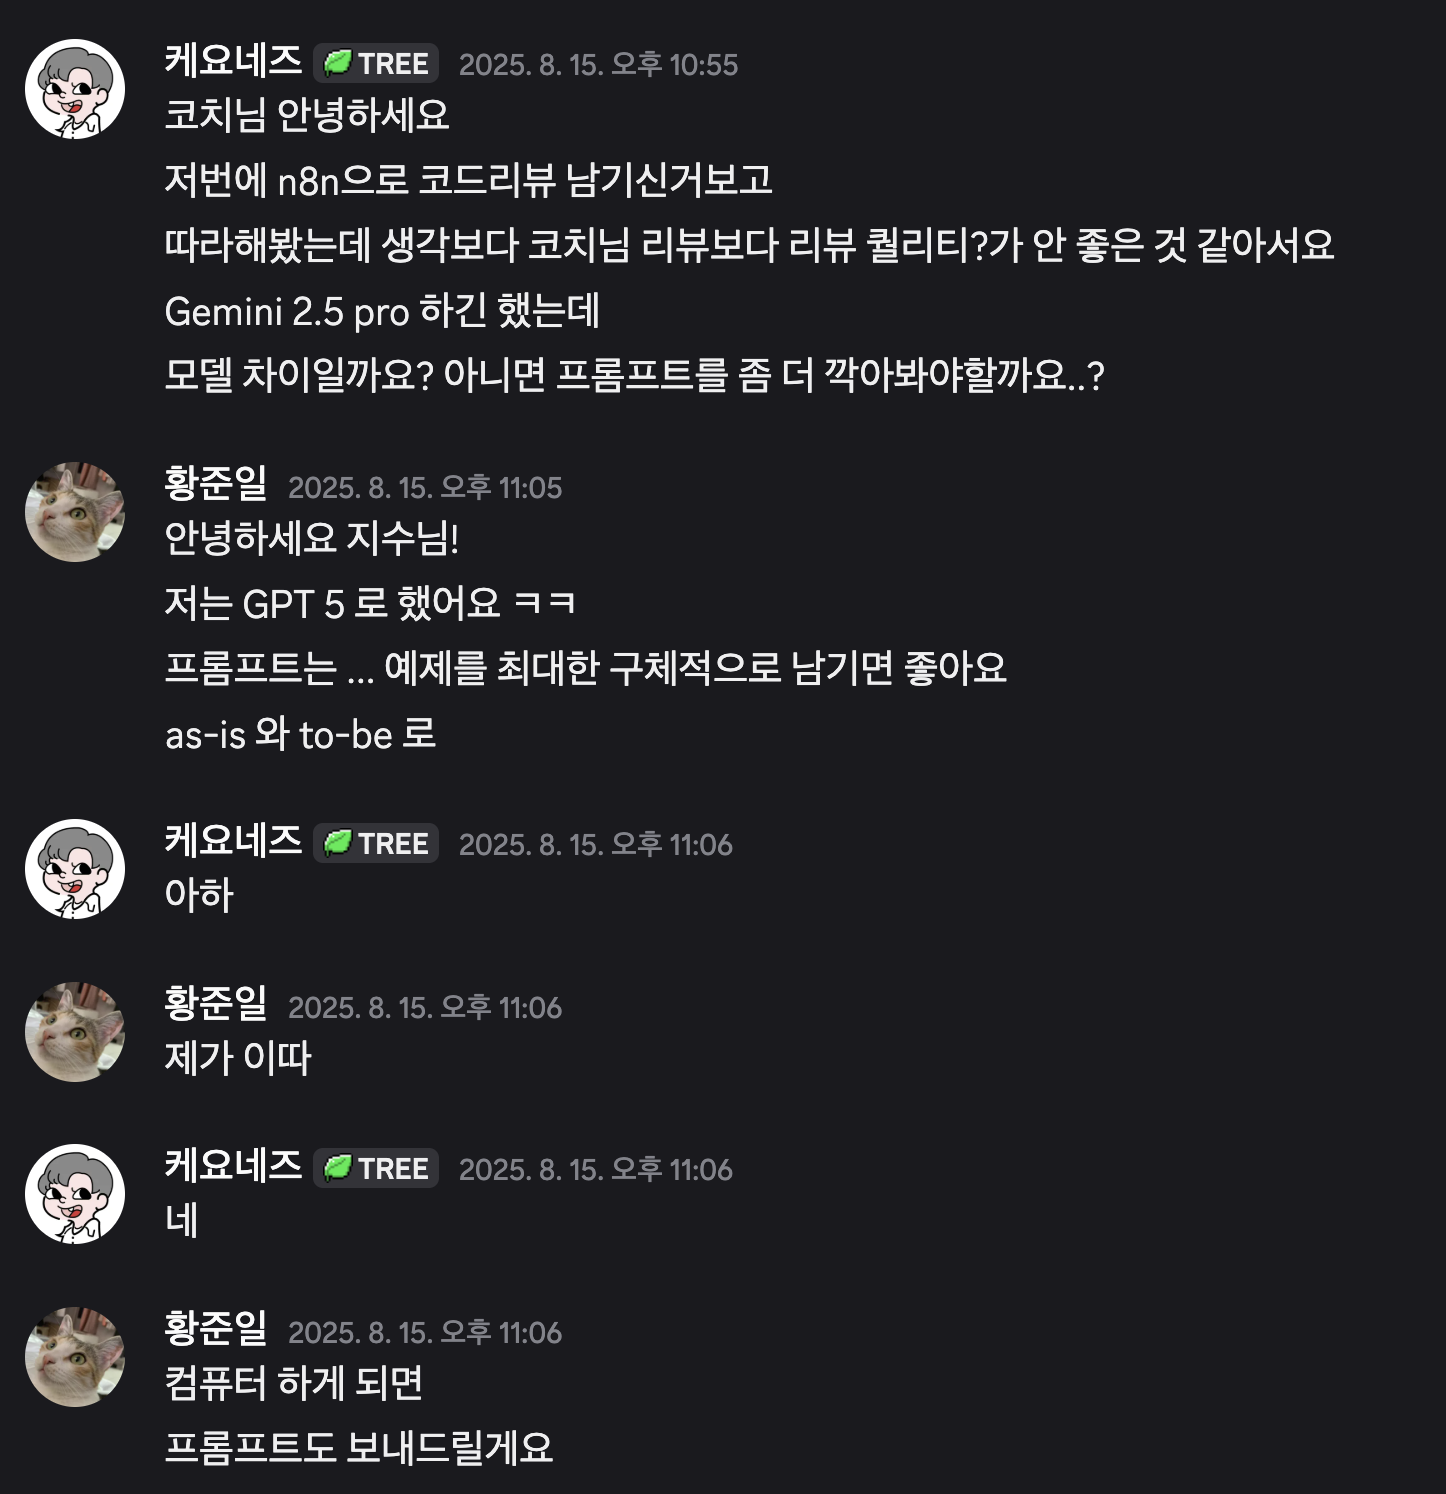 케요네즈 TREE 2025. 8. 15. 오후 10:55
코치님 안녕하세요
저번에 n8n으로 코드리뷰 남기신거보고
따라해봤는데 생각보다 코치님 리뷰보다 리뷰 퀄리티?가 안 좋은 것 같아서요
Gemini 2.5 pro 하긴 했는데
모델 차이일까요? 아니면 프롬프트를 좀 더 깍아봐야할까요..?
황준일 2025. 8. 15. 오후 11:05
안녕하세요 지수님!
저는 GPT 5 로 했어요 ㅋㅋ
프롬프트는 ... 예제를 최대한 구체적으로 남기면 좋아요
as-is 와 to-be 로
케요네즈 TREE 2025. 8. 15. 오후 11:06
아하
황준일 2025. 8. 15. 오후 11:06
제가 이따
케요네즈 TREE 2025. 8. 15. 오후 11:06
네
황준일 2025. 8. 15. 오후 11:06
컴퓨터 하게 되면
프롬프트도 보내드릴게요